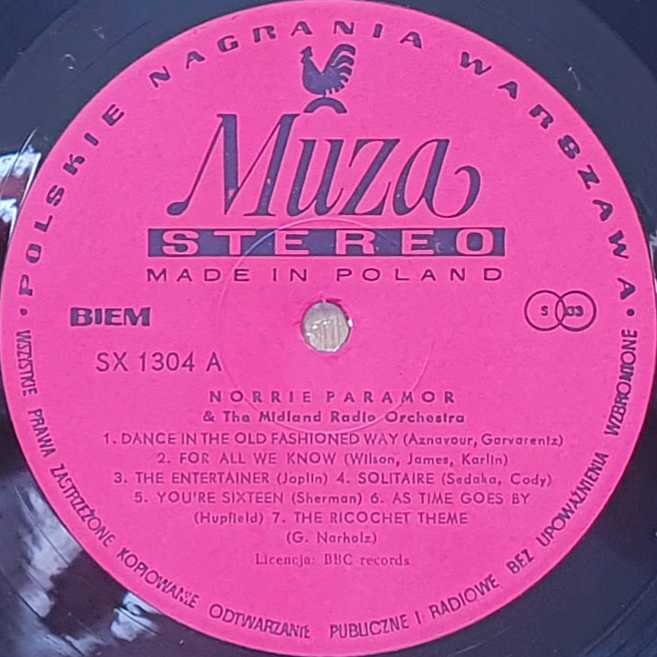 • POLSKIE NAGRANIA WARSZAWA •
Muza
STEREO
MADE IN POLAND
BIEM
S 33
SX 1304 A
NORRIE PARAMOR
& The Midland Radio Orchestra
1. DANCE IN THE OLD FASHIONED WAY (Aznavour, Garvarentz)
2. FOR ALL WE KNOW (Wilson, James, Karlin)
3. THE ENTERTAINER (Joplin) 4. SOLITAIRE (Sedaka, Cody)
5. YOU'RE SIXTEEN (Sherman) 6. AS TIME GOES BY
(Hupfield) 7. THE RICOCHET THEME
(G. Narholz)
Licencja: BBC records
WSZYSTKIE PRAWA ZASTRZEŻONE KOPIOWANIE ODTWARZANIE PUBLICZNE I RADIOWE BEZ UPOWAŻNIENIA WZBRONIONE